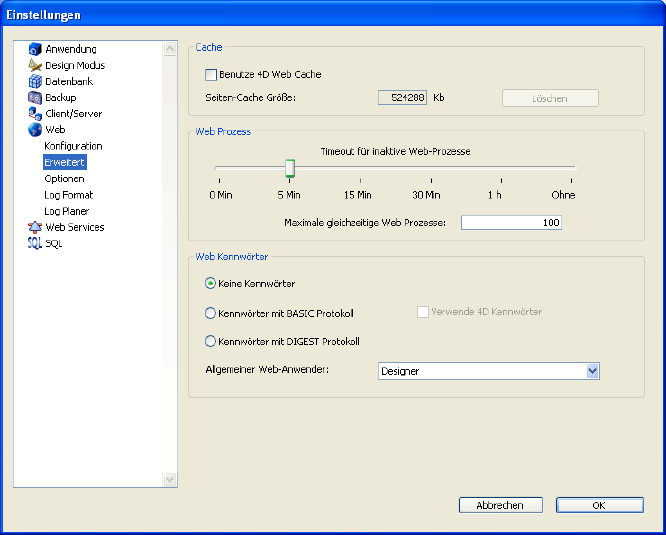 Einstellungen
Anwendung
Design Modus
Datenbank
Backup
Client/Server
Web
Konfiguration
Erweitert
Optionen
Log Format
Log Planer
Web Services
SQL SQL
Cache
Benutze 4D Web Cache
Seiten-Cache Größe: 524288 Kb Löschen
Web Prozess
Timeout für inaktive Web-Prozesse
0 Min 5 Min 15 Min 30 Min 1 h Ohne
Maximale gleichzeitige Web Prozesse: 100
Web Kennwörter
Keine Kennwörter
Kennwörter mit BASIC Protokoll Verwende 4D Kennwörter
Kennwörter mit DIGEST Protokoll
Allgemeiner Web-Anwender: Designer
Abbrechen OK